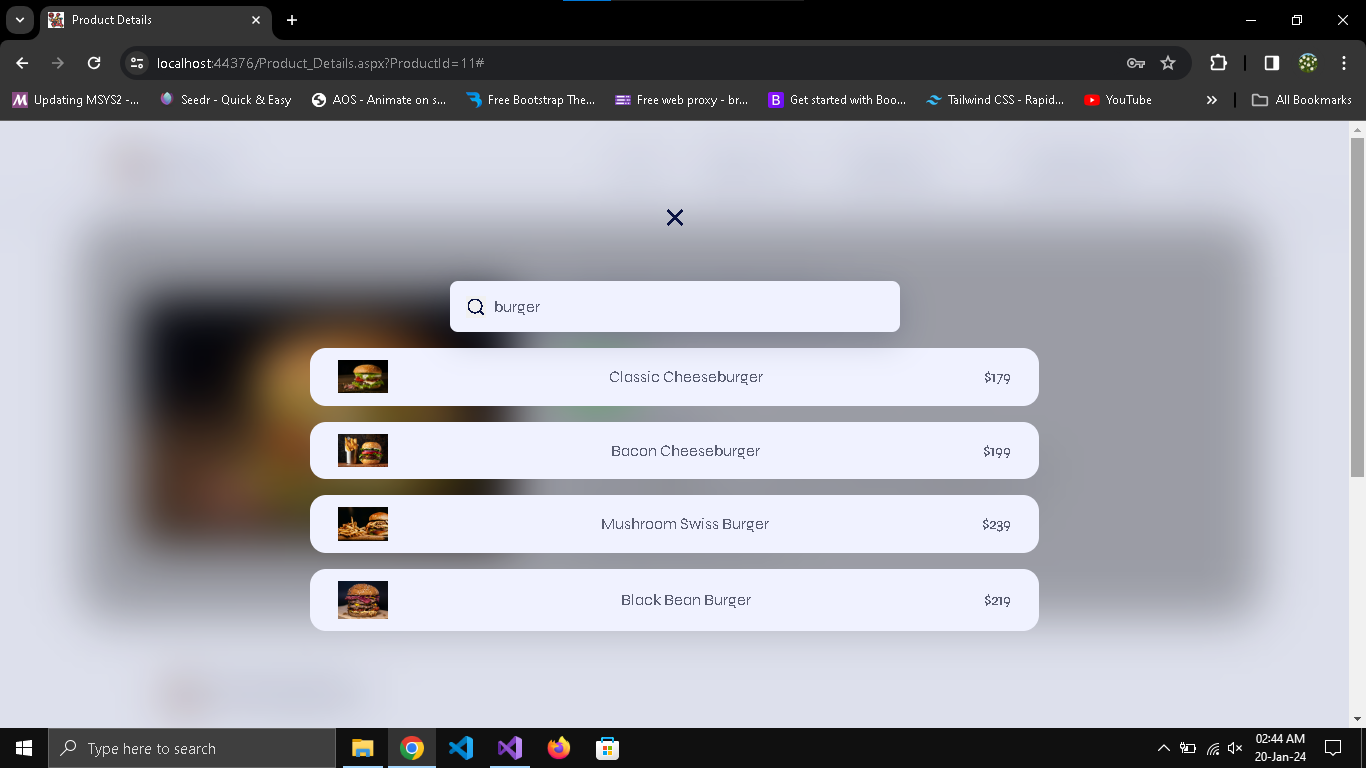 Product Details
localhost:44376/Product_Details.aspx?ProductId=11#
Updating MSYS2 -... Seedr - Quick & Easy AOS - Animate on s... Free Bootstrap The... Free web proxy - br... Get started with Boo... Tailwind CSS - Rapid... YouTube » All Bookmarks
burger
Classic Cheeseburger $179
Bacon Cheeseburger $199
Mushroom Swiss Burger $239
Black Bean Burger $219
Type here to search
02:44 AM
20-Jan-24